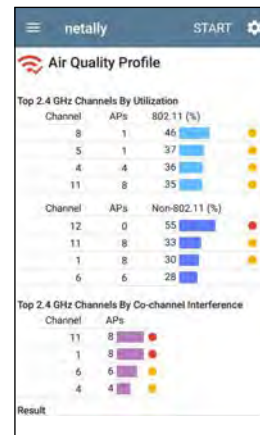 netally START
Air Quality Profile
Top 2.4 GHz Channels By Utilization
Channel APs 802.11 (%)
8 1 46
5 1 37
4 4 36
11 8 35
Channel APs Non-802.11 (%)
12 0 55
11 8 33
1 8 30
6 6 28
Top 2.4 GHz Channels By Co-channel Interference
Channel APs
11 8
1 8
6 6
4 4
Result